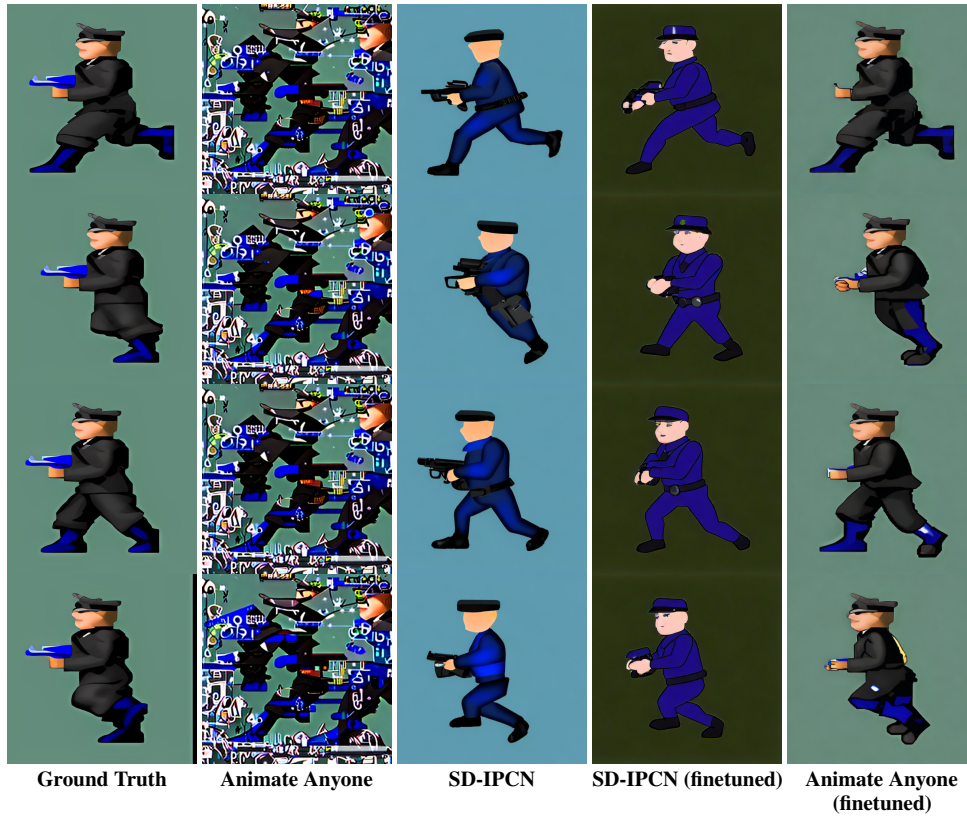 Ground Truth
Animate Anyone
SD-IPCN
SD-IPCN (finetuned)
Animate Anyone
(finetuned)